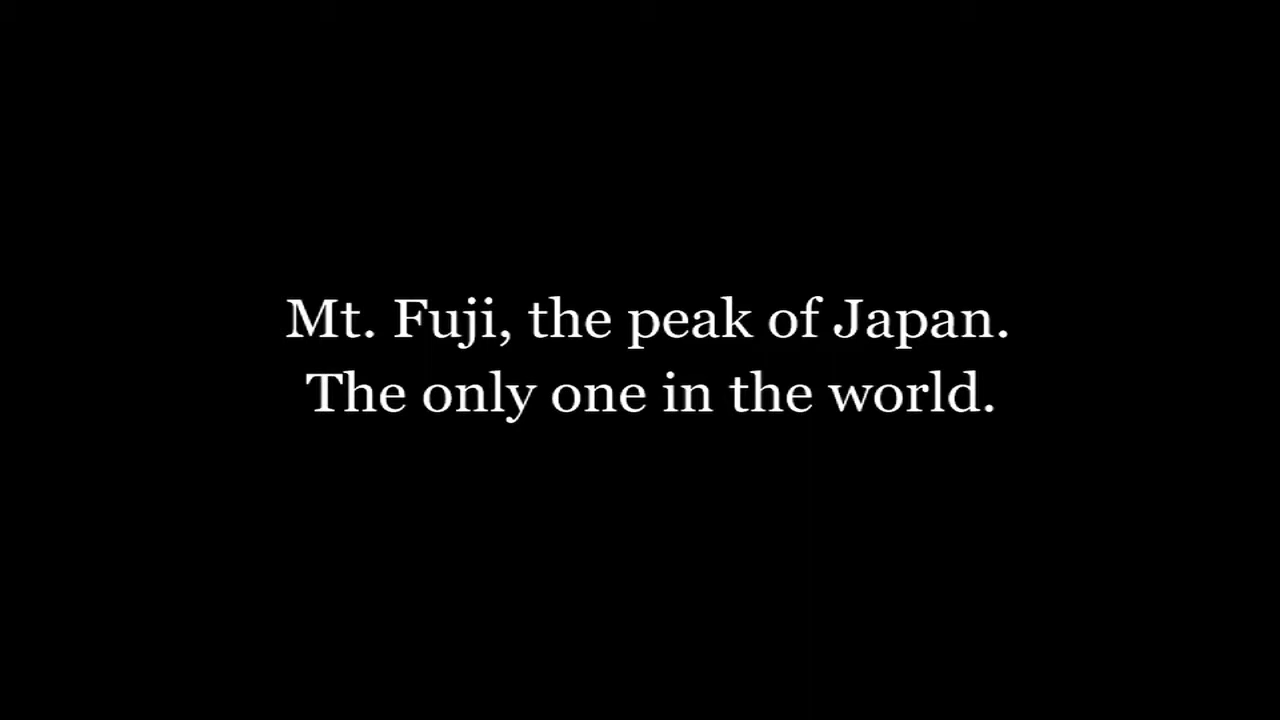 Mt. Fuji, the peak of Japan.
The only one in the world.